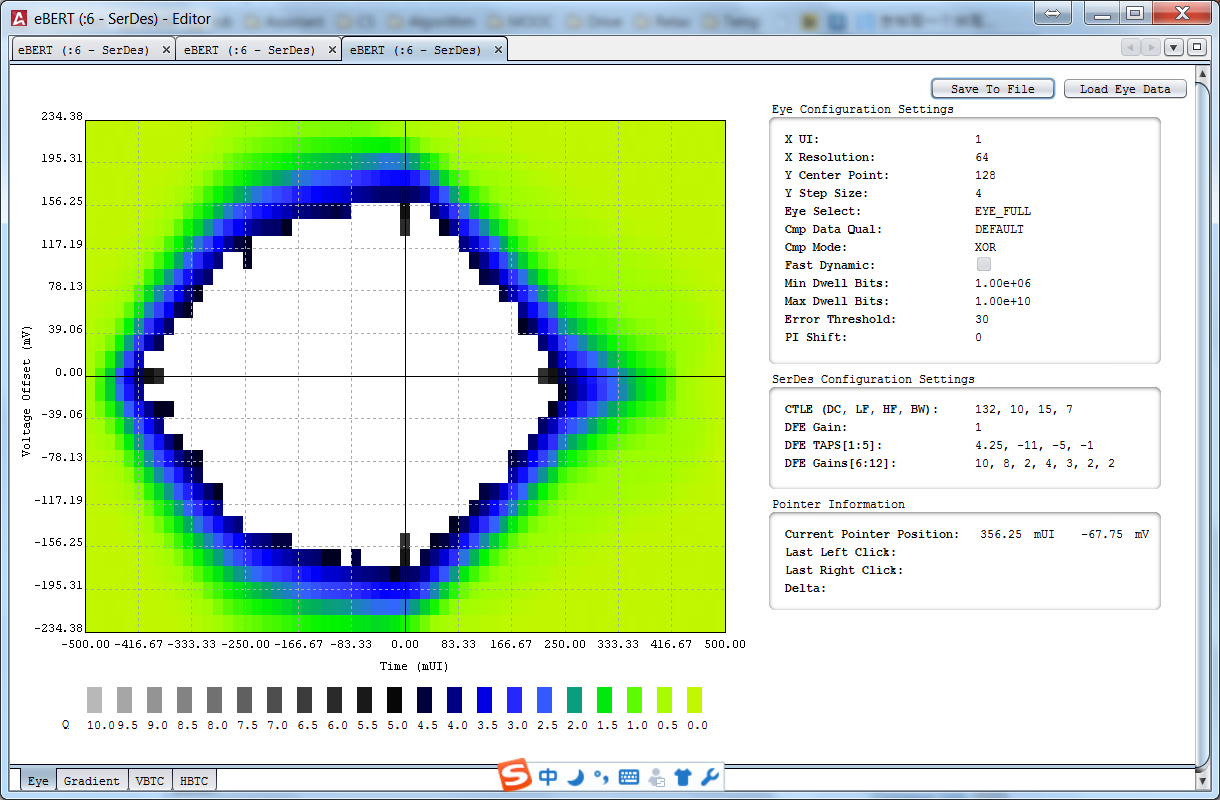 eBERT (:6 - SerDes) - Editor
eBERT (:6 - SerDes)
eBERT (:6 - SerDes)
eBERT (:6 - SerDes)
Save To File
Load Eye Data
Eye Configuration Settings
X UI: 1
X Resolution: 64
Y Center Point: 128
Y Step Size: 4
Eye Select: EYE_FULL
Cmp Data Qual: DEFAULT
Cmp Mode: XOR
Fast Dynamic:
Min Dwell Bits: 1.00e+06
Max Dwell Bits: 1.00e+10
Error Threshold: 30
PI Shift: 0
SerDes Configuration Settings
CTLE (DC, LF, HF, BW): 132, 10, 15, 7
DFE Gain: 1
DFE TAPS[1:5]: 4.25, -11, -5, -1
DFE Gains[6:12]: 10, 8, 2, 4, 3, 2, 2
Pointer Information
Current Pointer Position: 356.25 mUI -67.75 mV
Last Left Click:
Last Right Click:
Delta:
Voltage Offset (mV)
234.38
195.31
156.25
117.19
78.13
39.06
0.00
-39.06
-78.13
-117.19
-156.25
-195.31
-234.38
-500.00 -416.67 -333.33 -250.00 -166.67 -83.33 0.00 83.33 166.67 250.00 333.33 416.67 500.00
Time (mUI)
Q 10.0 9.5 9.0 8.5 8.0 7.5 7.0 6.5 6.0 5.5 5.0 4.5 4.0 3.5 3.0 2.5 2.0 1.5 1.0 0.5 0.0
Eye
Gradient
VBTC
HBTC
中